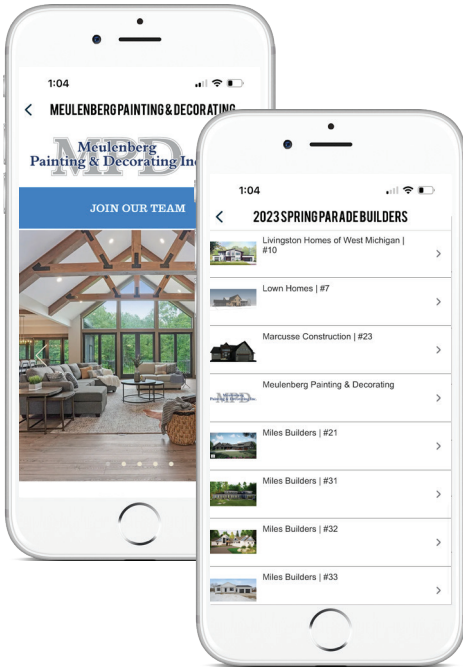 1:04
MEULENBERG PAINTING & DECORATING
MPD
Meulenberg
Painting & Decorating Inc
JOIN OUR TEAM
1:04
2023 SPRING PARADE BUILDERS
Livingston Homes of West Michigan |
#10
Lown Homes | #7
Marcusse Construction | #23
Meulenberg Painting & Decorating
MPD
Miles Builders | #21
Miles Builders | #31
Miles Builders | #32
Miles Builders | #33